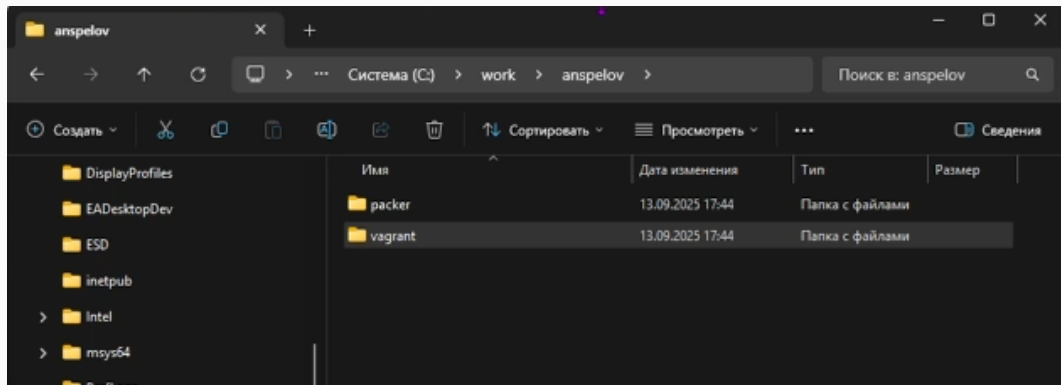 anspelov
Система (C:) > work > anspelov >
Поиск в: anspelov
Создать
Сортировать
Просмотреть
Сведения
Имя
Дата изменения
Тип
Размер
DisplayProfiles
EADesktopDev
ESD
inetpub
Intel
msys64
packer 13.09.2025 17:44 Папка с файлами
vagrant 13.09.2025 17:44 Папка с файлами